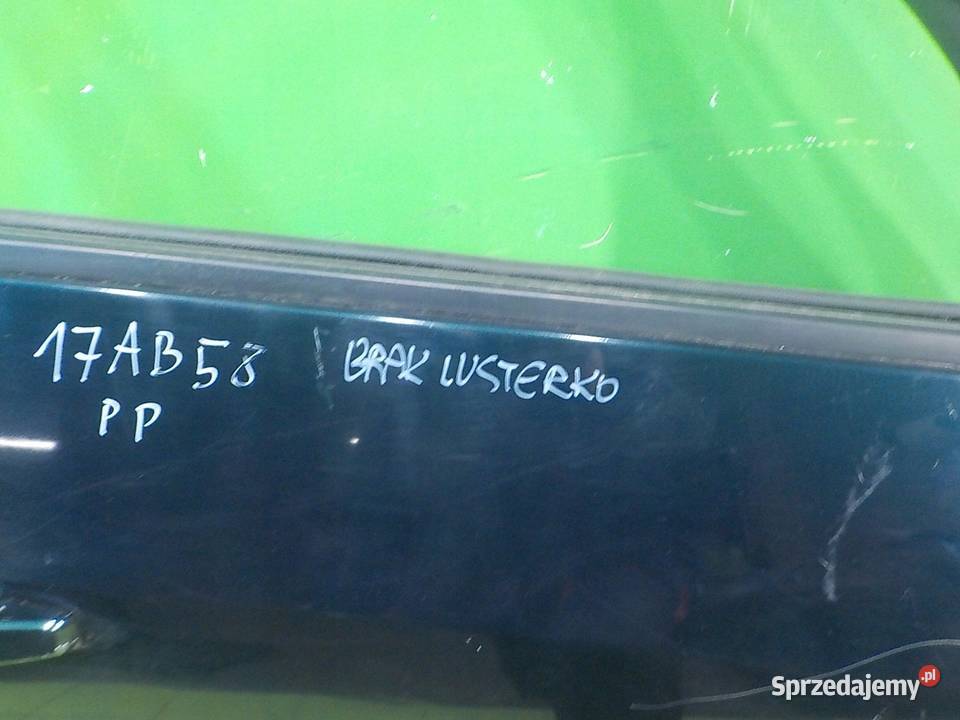 17AB58 BRAK LUSTERKO
PP
Sprzedajemy.pl